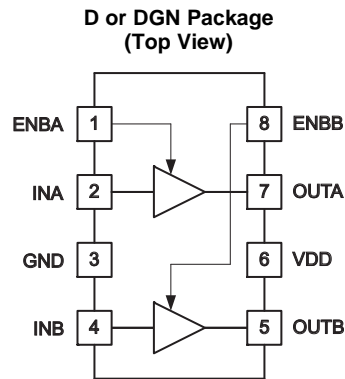 D or DGN Package
(Top View)
ENBA 1 8 ENBB
INA 2 7 OUTA
GND 3 6 VDD
INB 4 5 OUTB